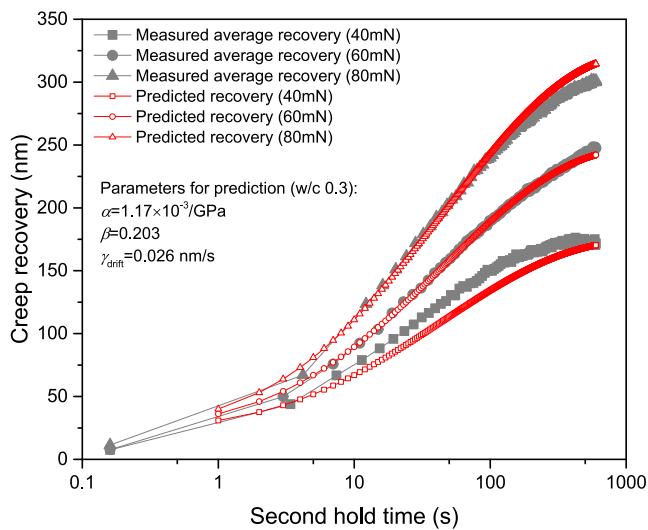 Measured average recovery (40mN)
Measured average recovery (60mN)
Measured average recovery (80mN)
Predicted recovery (40mN)
Predicted recovery (60mN)
Predicted recovery (80mN)
Parameters for prediction (w/c 0.3):
α=1.17×10⁻³/GPa
β=0.203
γdrift=0.026 nm/s
Creep recovery (nm)
350
300
250
200
150
100
50
0
0.1 1 10 100 1000
Second hold time (s)